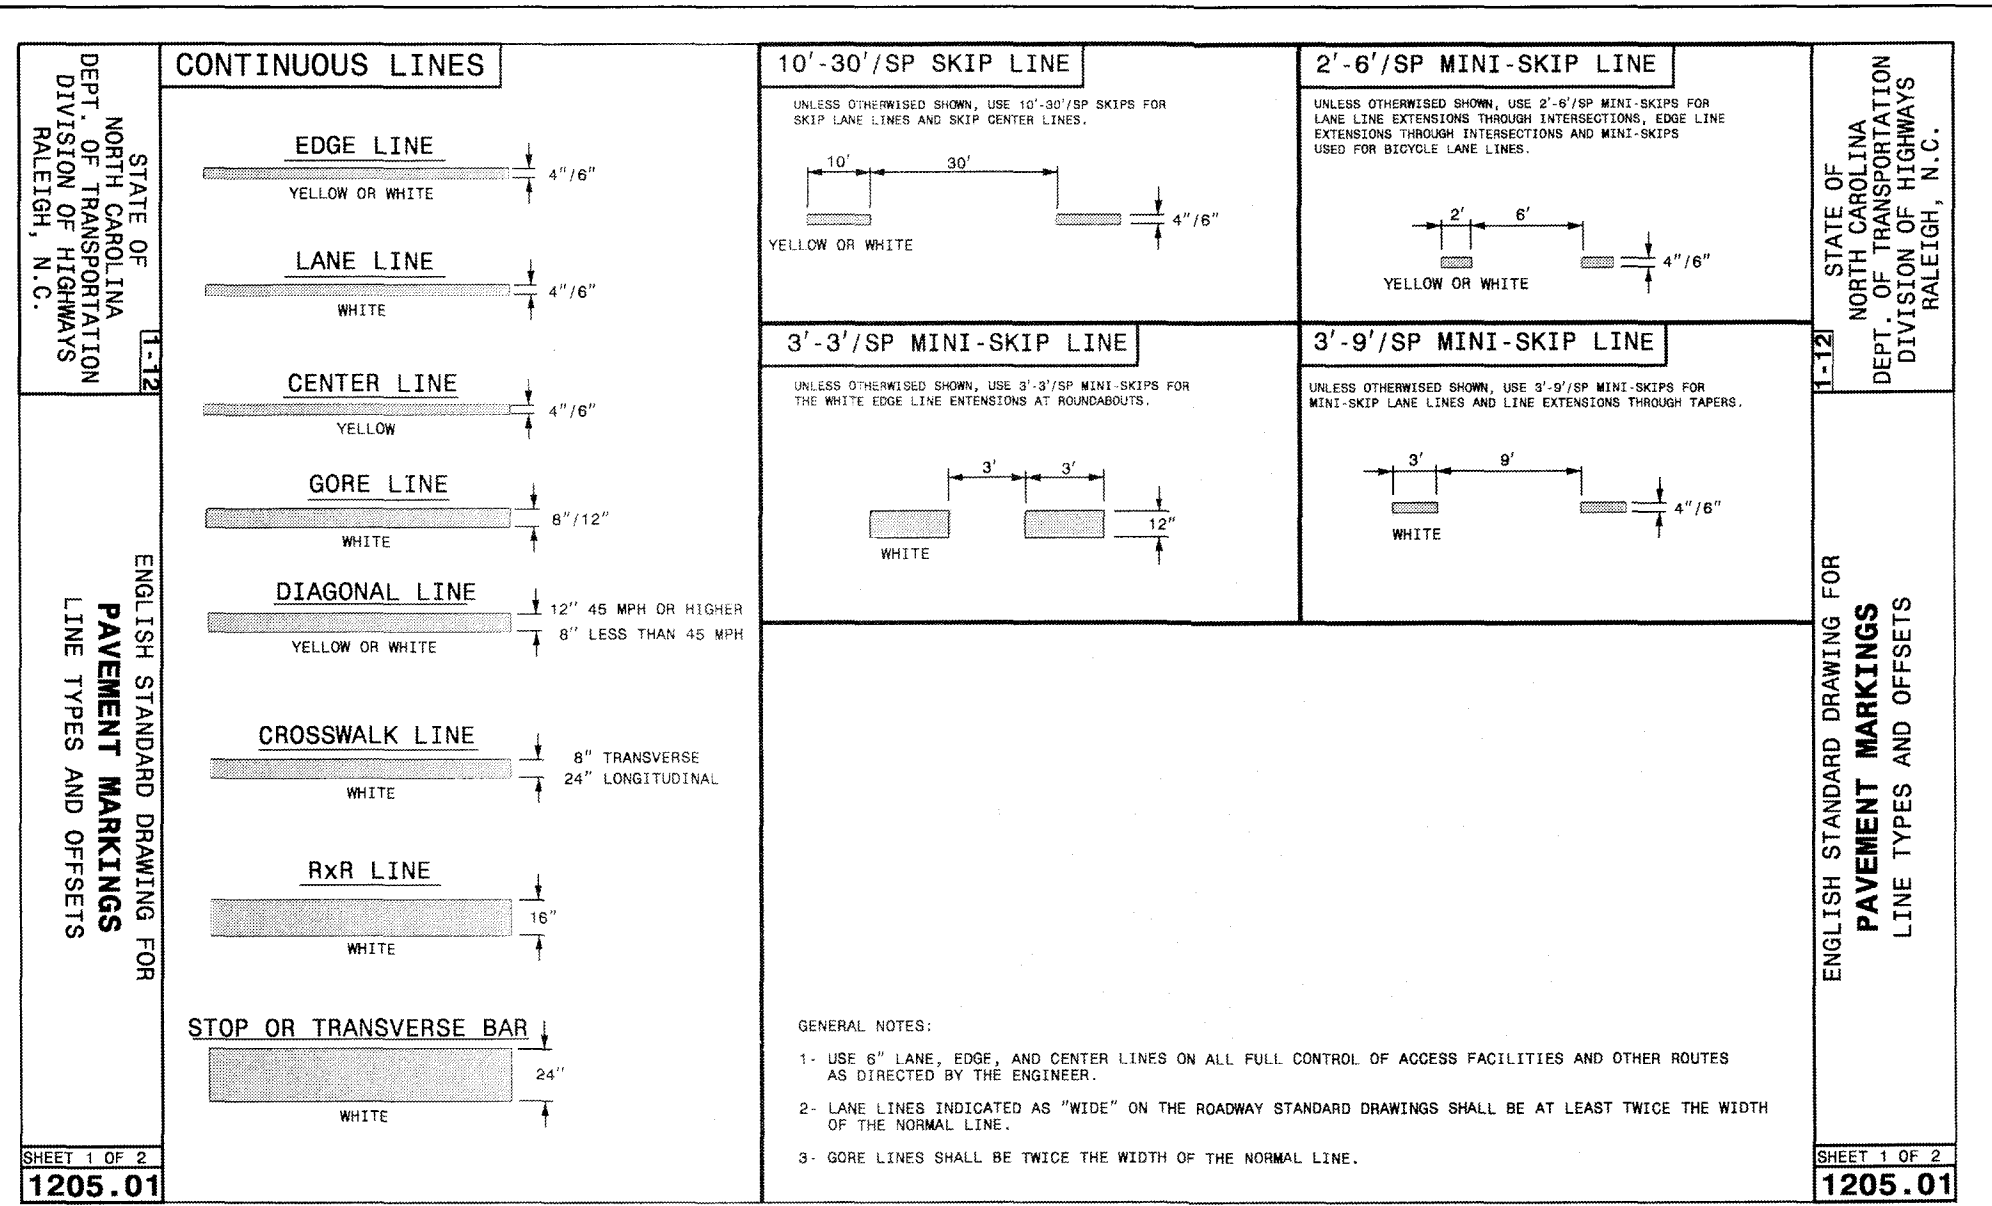 STATE OF
NORTH CAROLINA
DEPT. OF TRANSPORTATION
DIVISION OF HIGHWAYS
RALEIGH, N.C.
1-12
ENGLISH STANDARD DRAWING FOR
PAVEMENT MARKINGS
LINE TYPES AND OFFSETS
SHEET 1 OF 2
1205.01
CONTINUOUS LINES
EDGE LINE
4"/6"
YELLOW OR WHITE
LANE LINE
4"/6"
WHITE
CENTER LINE
4"/6"
YELLOW
GORE LINE
8"/12"
WHITE
DIAGONAL LINE
12" 45 MPH OR HIGHER
8" LESS THAN 45 MPH
YELLOW OR WHITE
CROSSWALK LINE
8" TRANSVERSE
24" LONGITUDINAL
WHITE
RxR LINE
16"
WHITE
STOP OR TRANSVERSE BAR
24"
WHITE
10'-30'/SP SKIP LINE
UNLESS OTHERWISED SHOWN, USE 10'-30'/SP SKIPS FOR
SKIP LANE LINES AND SKIP CENTER LINES.
10' 30'
4"/6"
YELLOW OR WHITE
2'-6'/SP MINI-SKIP LINE
UNLESS OTHERWISED SHOWN, USE 2'-6'/SP MINI-SKIPS FOR
LANE LINE EXTENSIONS THROUGH INTERSECTIONS, EDGE LINE
EXTENSIONS THROUGH INTERSECTIONS AND MINI-SKIPS
USED FOR BICYCLE LANE LINES.
2' 6'
4"/6"
YELLOW OR WHITE
3'-3'/SP MINI-SKIP LINE
UNLESS OTHERWISED SHOWN, USE 3'-3'/SP MINI-SKIPS FOR
THE WHITE EDGE LINE ENTENSIONS AT ROUNDABOUTS.
3' 3'
12"
WHITE
3'-9'/SP MINI-SKIP LINE
UNLESS OTHERWISED SHOWN, USE 3'-9'/SP MINI-SKIPS FOR
MINI-SKIP LANE LINES AND LINE EXTENSIONS THROUGH TAPERS.
3' 9'
4"/6"
WHITE
GENERAL NOTES:
1- USE 6" LANE, EDGE, AND CENTER LINES ON ALL FULL CONTROL OF ACCESS FACILITIES AND OTHER ROUTES
AS DIRECTED BY THE ENGINEER.
2- LANE LINES INDICATED AS "WIDE" ON THE ROADWAY STANDARD DRAWINGS SHALL BE AT LEAST TWICE THE WIDTH
OF THE NORMAL LINE.
3- GORE LINES SHALL BE TWICE THE WIDTH OF THE NORMAL LINE.
STATE OF
NORTH CAROLINA
DEPT. OF TRANSPORTATION
DIVISION OF HIGHWAYS
RALEIGH, N.C.
1-12
ENGLISH STANDARD DRAWING FOR
PAVEMENT MARKINGS
LINE TYPES AND OFFSETS
SHEET 1 OF 2
1205.01